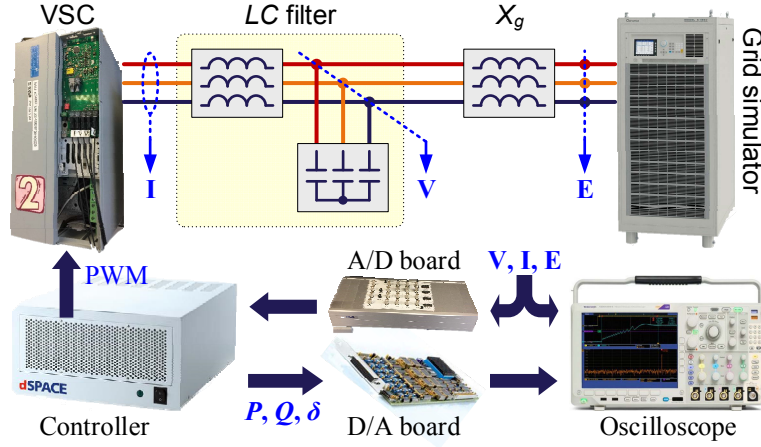 VSC
LC filter
Xg
Grid simulator
I
V
E
2
PWM
A/D board
V, I, E
dSPACE
P, Q, δ
Controller
D/A board
Oscilloscope